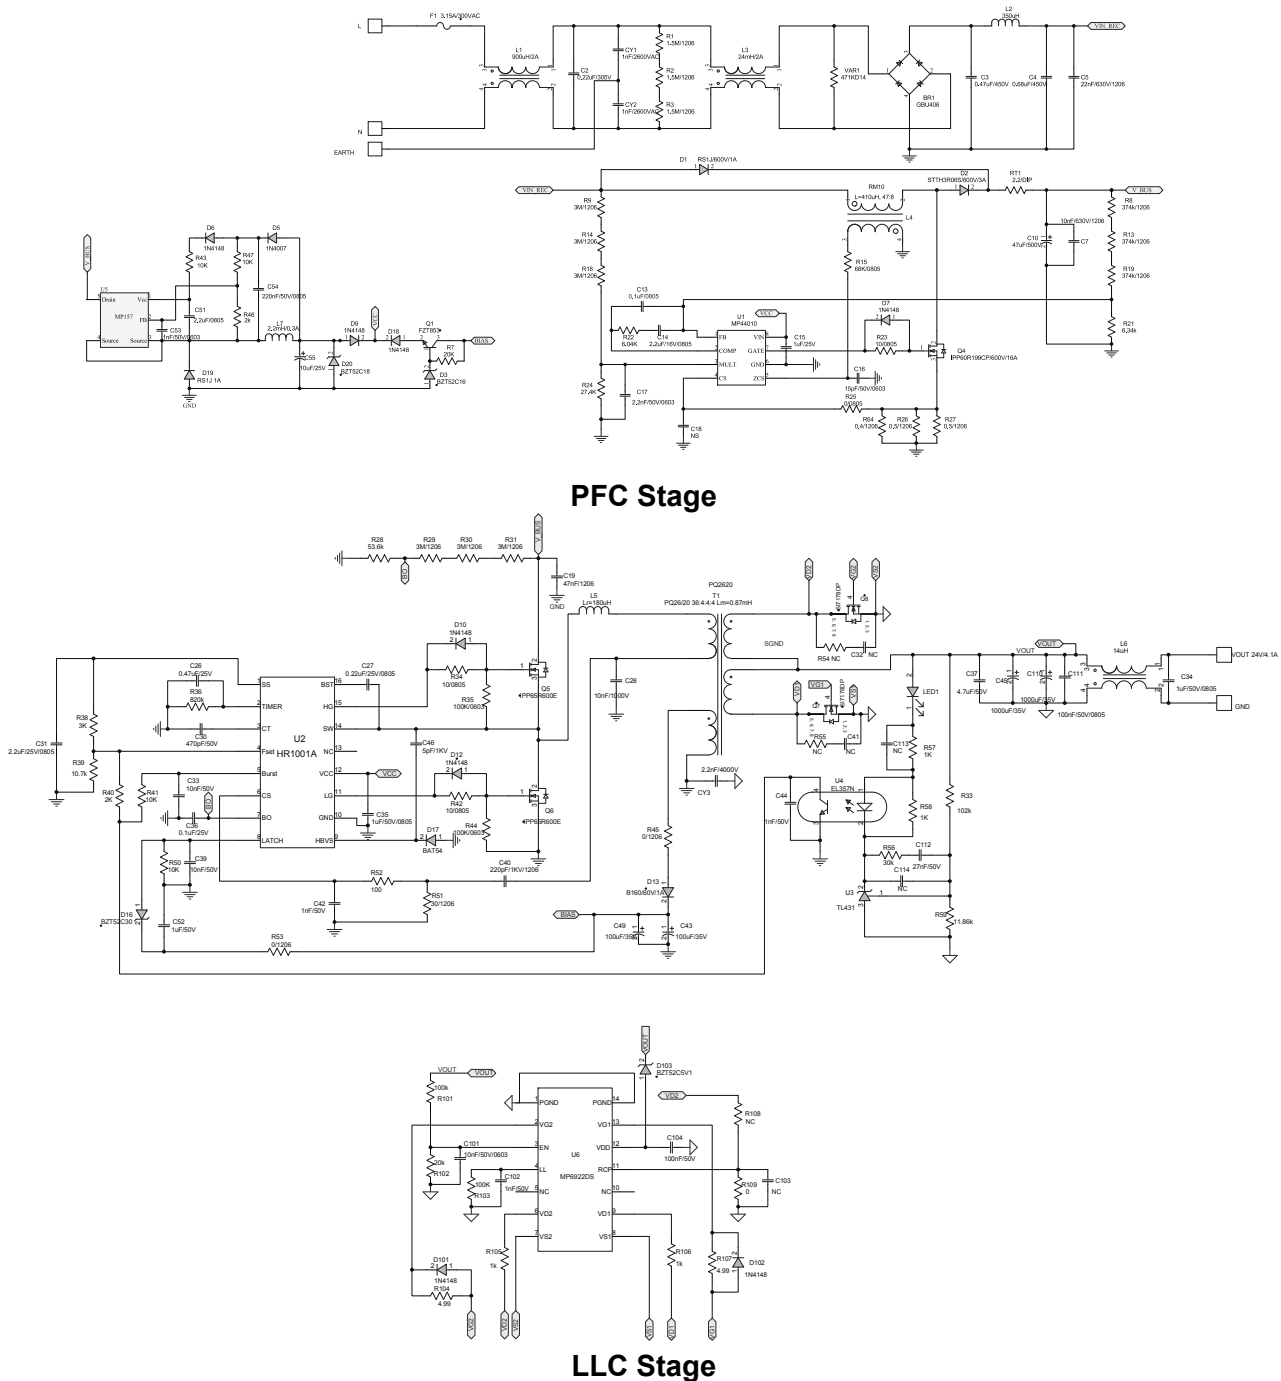 F1 3.15A/300VAC
L
L1
900uH/2A
C2
0.22uF/305V
CY1
1nF/2600VAC
CY2
1nF/2600VAC
R1
1.5M/1206
R2
1.5M/1206
R3
1.5M/1206
L3
24mH/2A
VAR1
471KD14
BR1
GBU406
L2
350uH
VIN_REC
C3
0.47uF/450V
C4
0.68uF/450V
C5
22nF/630V/1206
N
EARTH
D1
RS1J/600V/1A
VIN_REC
R9
3M/1206
R14
3M/1206
R18
3M/1206
RM10
L=410uH, 47:8
L4
D2
STTH3R06S/600V/3A
RT1
2.2/DIP
V_BUS
R8
374k/1206
R13
374k/1206
R19
374k/1206
R21
6.34k
10nF/630V/1206
C10
47uF/500V
C7
R15
68K/0805
C13
0.1uF/0805
R22
6.04K
C14
2.2uF/16V/0805
U1
MP44010
FB
COMP
MULT
CS
VIN
GATE
GND
ZCS
VCC
C15
1uF/25V
D7
1N4148
R23
10/0805
Q4
IPP60R199CP/600V/16A
C16
15pF/50V/0603
R24
27.4K
C17
2.2nF/50V/0603
C18
NS
R25
0/0805
R64
0.4/1206
R26
0.5/1206
R27
0.5/1206
V_BUS
U5
MP157
Drain
Source
Vcc
FB
Source
D6
1N4148
D5
1N4007
R43
10K
R47
10K
C54
220nF/50V/0805
C51
2.2uF/0805
C53
1nF/50V/0603
R46
2k
L7
2.2mH/0.3A
D19
RS1J 1A
GND
C55
10uF/25V
D20
BZT52C18
D9
1N4148
VCC
D18
1N4148
Q1
FZT853
R7
20K
D3
BZT52C16
BIAS
PFC Stage
R28
53.6k
R29
3M/1206
R30
3M/1206
R31
3M/1206
BO
V_BUS
C19
47nF/1206
GND
L5
Lr=180uH
PQ2620
T1
PQ26/20 36:4:4:4 Lm=0.87mH
SGND
VD2
VG2
VS2
Q8
R54 NC
C32 NC
VD1
VG1
VS1
Q7
R55
NC
C41
NC
C26
0.47uF/25V
R36
820k
C30
470pF/50V
C27
0.22uF/25V/0805
C31
2.2uF/25V/0805
R38
3K
R39
10.7k
R40
2K
R41
10K
C33
10nF/50V
C36
0.1uF/25V
BO
U2
HR1001A
SS
TIMER
CT
Fset
Burst
CS
BO
LATCH
BST
HG
SW
NC
VCC
LG
GND
HBVS
VCC
C35
1uF/50V/0805
D10
1N4148
R34
10/0805
R35
100K/0603
Q5
IPP65R600E
C46
5pF/1KV
D12
1N4148
R42
10/0805
R44
100K/0603
Q6
IPP65R600E
D17
BAT54
R50
10K
C39
10nF/50V
D16
BZT52C30
C52
1uF/50V
R53
0/1206
R52
100
C42
1nF/50V
R51
30/1206
C40
220pF/1KV/1206
C28
10nF/1000V
R45
0/1206
D13
B160/60V/1A
BIAS
C49
100uF/35V
C43
100uF/35V
2.2nF/4000V
CY3
C44
1nF/50V
U4
EL357N
LED1
C113
NC
R57
1K
R58
1K
R33
102k
R56
30k
C112
27nF/50V
C114
NC
U3
TL431
R59
11.86k
C37
4.7uF/50V
VOUT
C45
1000uF/35V
C110
1000uF/35V
C111
100nF/50V/0805
VOUT
L6
14uH
C34
1uF/50V/0805
VOUT 24V/4.1A
GND
VOUT
D103
BZT52C5V1
VOUT
VOUT
100k
R101
20k
R102
C101
10nF/50V/0603
100K
R103
C102
1nF/50V
U6
MP6922DS
PGND
VG2
EN
LL
NC
VD2
VS2
PGND
VG1
VDD
RCP
NC
VD1
VS1
C104
100nF/50V
VD2
R108
NC
R109
0
C103
NC
R105
1k
R106
1k
R107
4.99
D102
1N4148
D101
1N4148
R104
4.99
VG2
VD2
VS2
VS1
VD1
VG1
LLC Stage